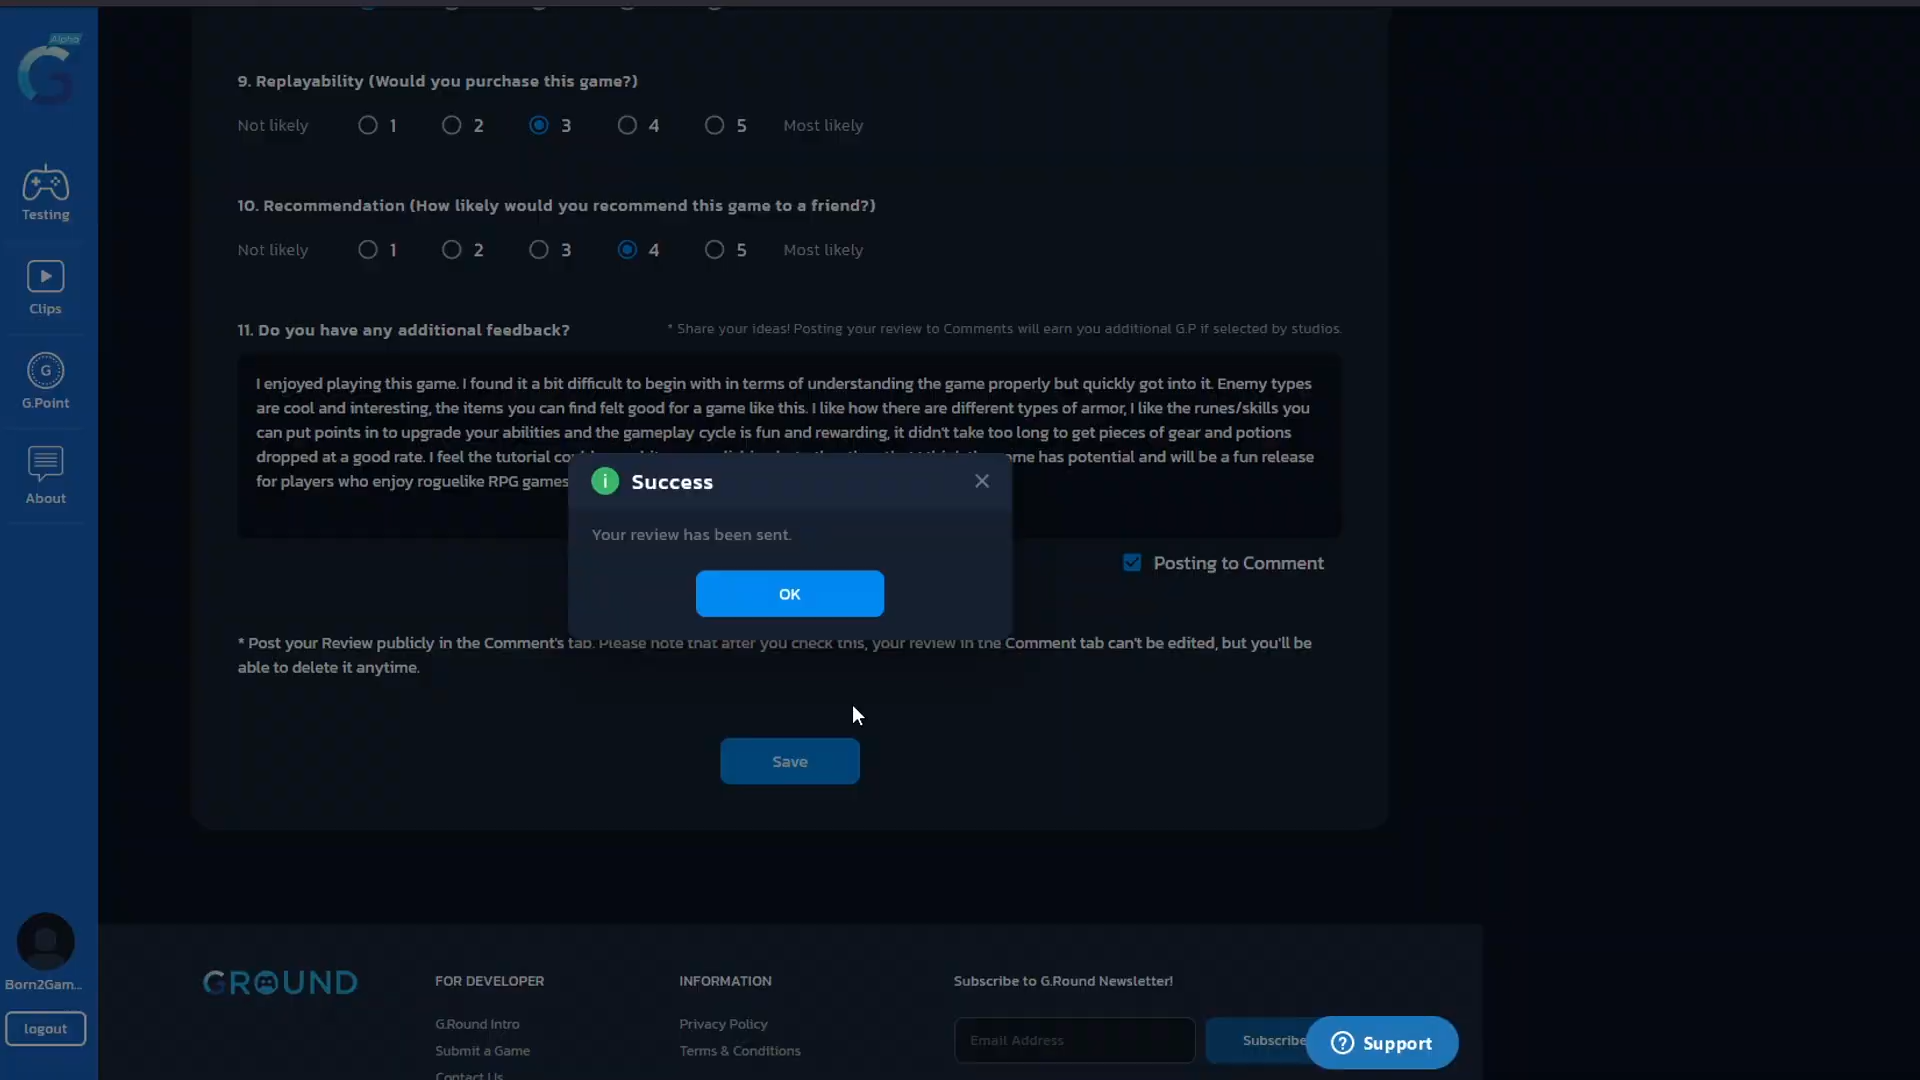 Alpha
9. Replayability (Would you purchase this game?)
Not likely 1 2 3 4 5 Most likely
Testing
10. Recommendation (How likely would you recommend this game to a friend?)
Not likely 1 2 3 4 5 Most likely
Clips
11. Do you have any additional feedback? * Share your ideas! Posting your review to Comments will earn you additional G.P if selected by studios.
G
G.Point
I enjoyed playing this game. I found it a bit difficult to begin with in terms of understanding the game properly but quickly got into it. Enemy types
are cool and interesting, the items you can find felt good for a game like this. I like how there are different types of armor, I like the runes/skills you
can put points in to upgrade your abilities and the gameplay cycle is fun and rewarding, it didn't take too long to get pieces of gear and potions
dropped at a good rate. I feel the tutorial has potential and will be a fun release
for players who enjoy roguelike RPG games
About
Success
Your review has been sent.
OK
Posting to Comment
* Post your Review publicly in the Comment's tab. Please note that after you check this, your review in the Comment tab can't be edited, but you'll be
able to delete it anytime.
Save
Born2Gam...
logout
GROUND
FOR DEVELOPER
G.Round Intro
Submit a Game
Contact Us
INFORMATION
Privacy Policy
Terms & Conditions
Subscribe to G.Round Newsletter!
Email Address Subscribe
Support